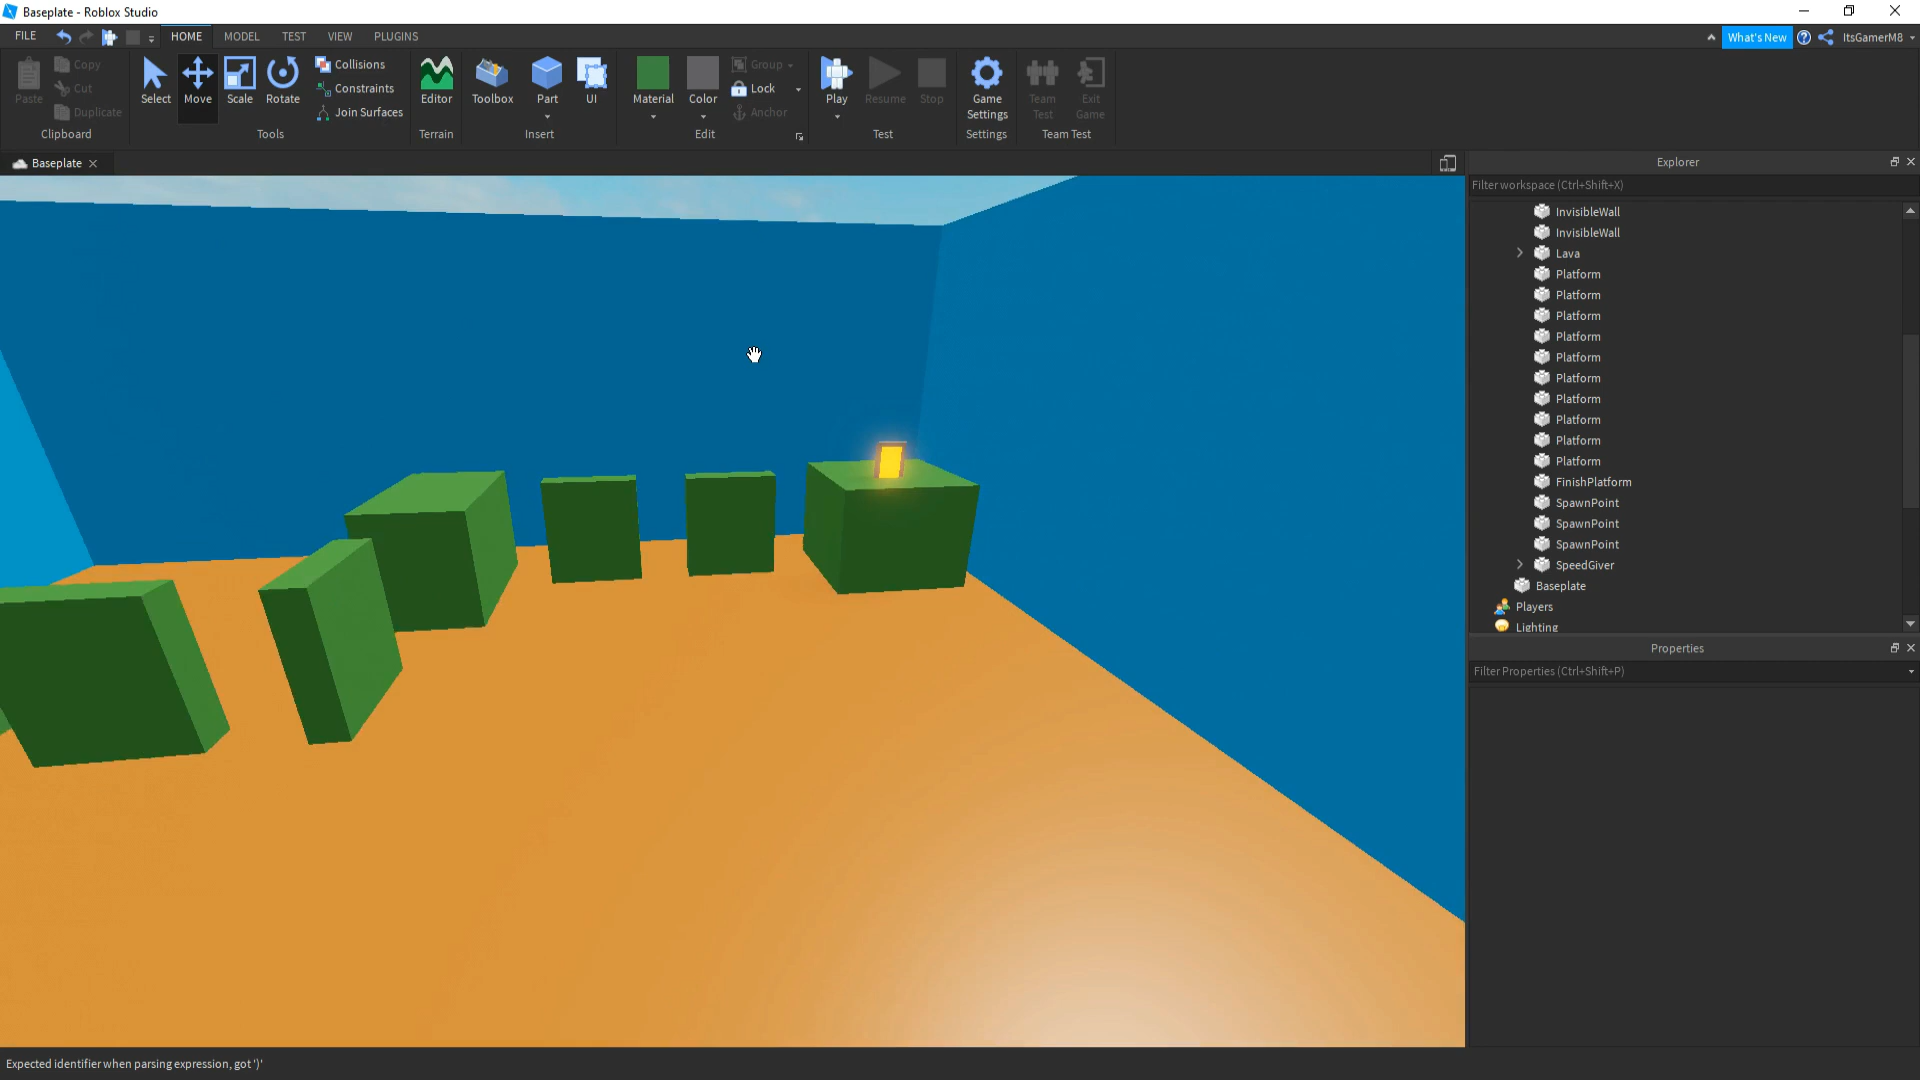 Baseplate - Roblox Studio
FILE HOME MODEL TEST VIEW PLUGINS What's New ItsGamerM8
Paste Copy Cut Duplicate Clipboard
Select Move Scale Rotate Collisions Constraints Join Surfaces Tools
Editor Terrain
Toolbox Part UI Insert
Material Color Group Lock Anchor Edit
Play Resume Stop Test
Game Settings Settings
Team Test Exit Game Team Test
Baseplate
Explorer
Filter workspace (Ctrl+Shift+X)
InvisibleWall
InvisibleWall
Lava
Platform
Platform
Platform
Platform
Platform
Platform
Platform
Platform
Platform
Platform
FinishPlatform
SpawnPoint
SpawnPoint
SpawnPoint
SpeedGiver
Baseplate
Players
Lighting
Properties
Filter Properties (Ctrl+Shift+P)
Expected identifier when parsing expression, got ')'